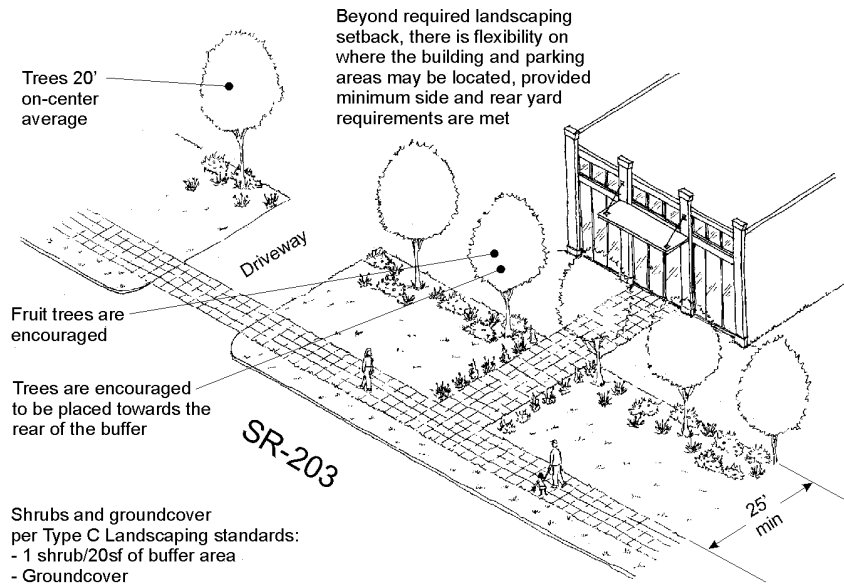 Beyond required landscaping
setback, there is flexibility on
where the building and parking
areas may be located, provided
minimum side and rear yard
requirements are met
Trees 20'
on-center
average
Driveway
Fruit trees are
encouraged
Trees are encouraged
to be placed towards the
rear of the buffer
SR-203
25'
min
Shrubs and groundcover
per Type C Landscaping standards:
- 1 shrub/20sf of buffer area
- Groundcover